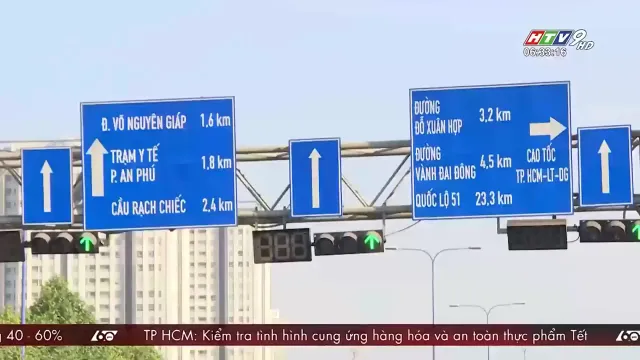 HTV9 HD
06:33:16
Đ. VÕ NGUYÊN GIÁP 1,6 km
TRẠM Y TẾ
P. AN PHÚ 1,8 km
CẦU RẠCH CHIẾC 2,4 km
ĐƯỜNG
ĐỖ XUÂN HỢP 3,2 km
ĐƯỜNG
VÀNH ĐAI ĐÔNG 4,5 km
QUỐC LỘ 51 23.3 km
CAO TỐC
TP. HCM-LT-DG
40 - 60% TP HCM: Kiểm tra tình hình cung ứng hàng hóa và an toàn thực phẩm Tết